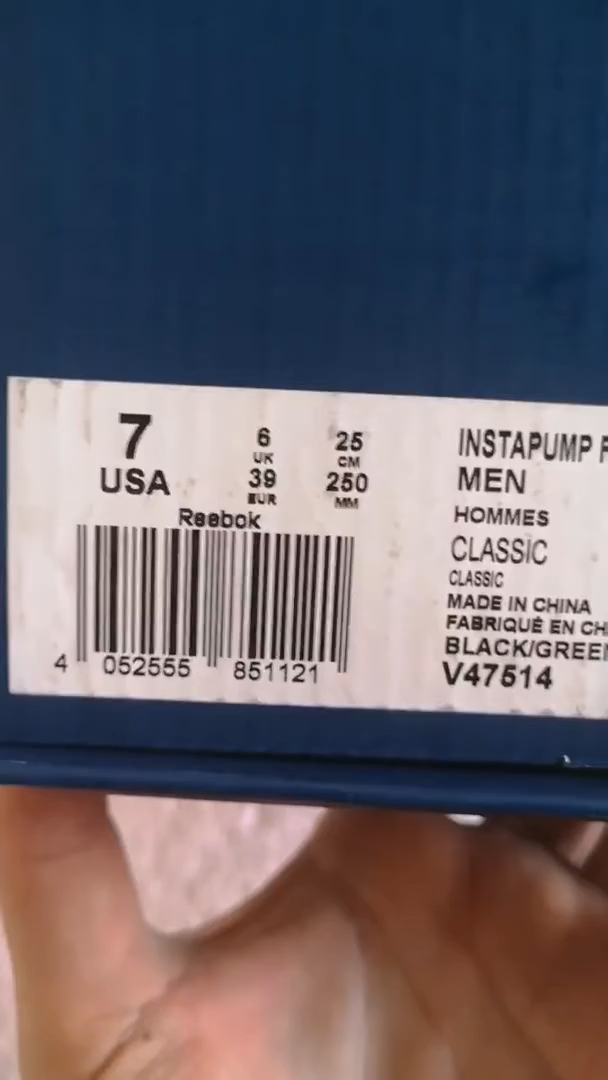 7
USA
6
UK
39
EUR
25
CM
250
MM
Reebok
4 052555 851121
INSTAPUMP F
MEN
HOMMES
CLASSIC
CLASSIC
MADE IN CHINA
FABRIQUÉ EN CHI
BLACK/GREEN
V47514